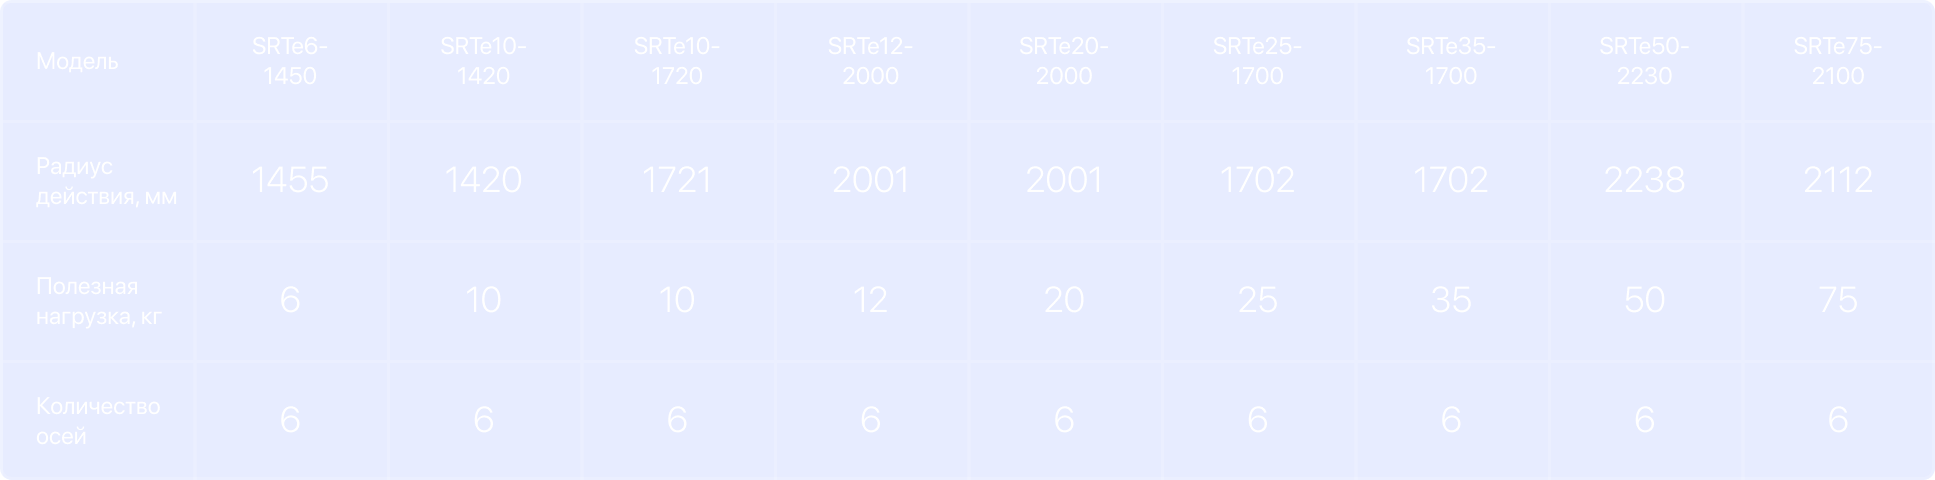 Модель SRTe6-1450 SRTe10-1420 SRTe10-1720 SRTe12-2000 SRTe20-2000 SRTe25-1700 SRTe35-1700 SRTe50-2230 SRTe75-2100
Радиус действия, мм 1455 1420 1721 2001 2001 1702 1702 2238 2112
Полезная нагрузка, кг 6 10 10 12 20 25 35 50 75
Количество осей 6 6 6 6 6 6 6 6 6